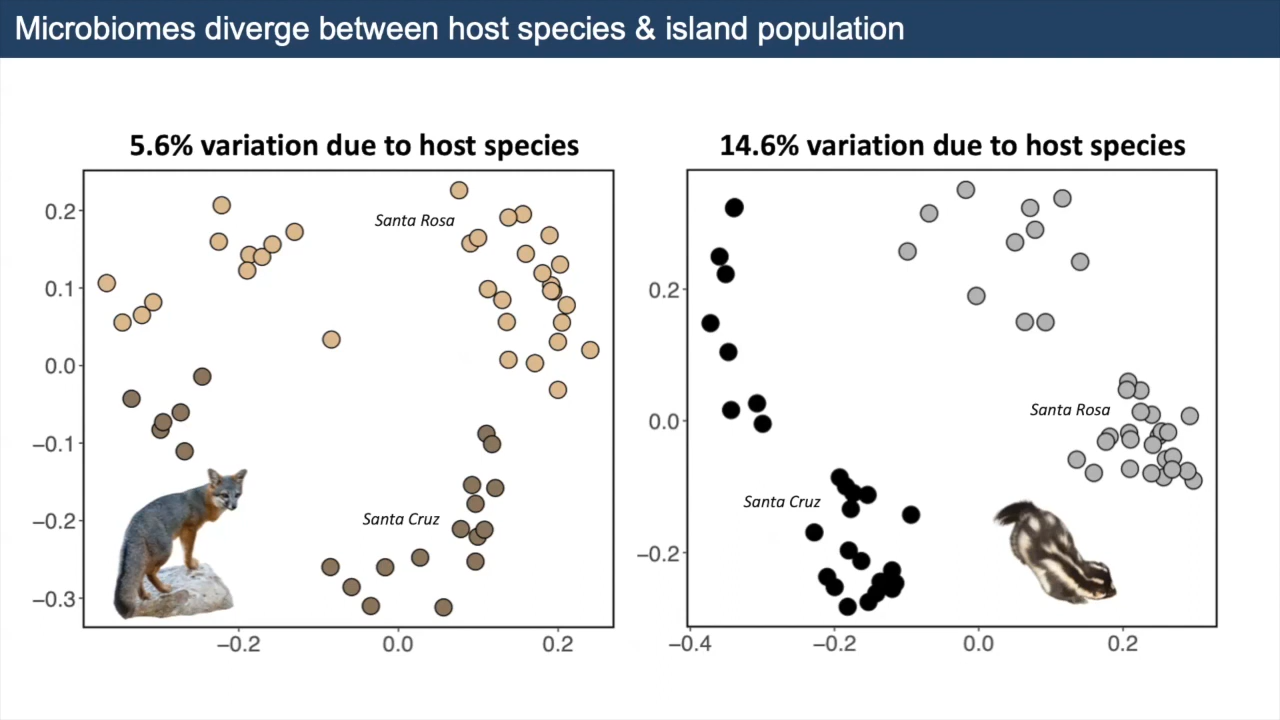 Microbiomes diverge between host species & island population
5.6% variation due to host species
0.2
0.1
0.0
−0.1
−0.2
−0.3
Santa Rosa
Santa Cruz
−0.2
0.0
0.2
14.6% variation due to host species
0.2
0.0
−0.2
Santa Rosa
Santa Cruz
−0.4
−0.2
0.0
0.2